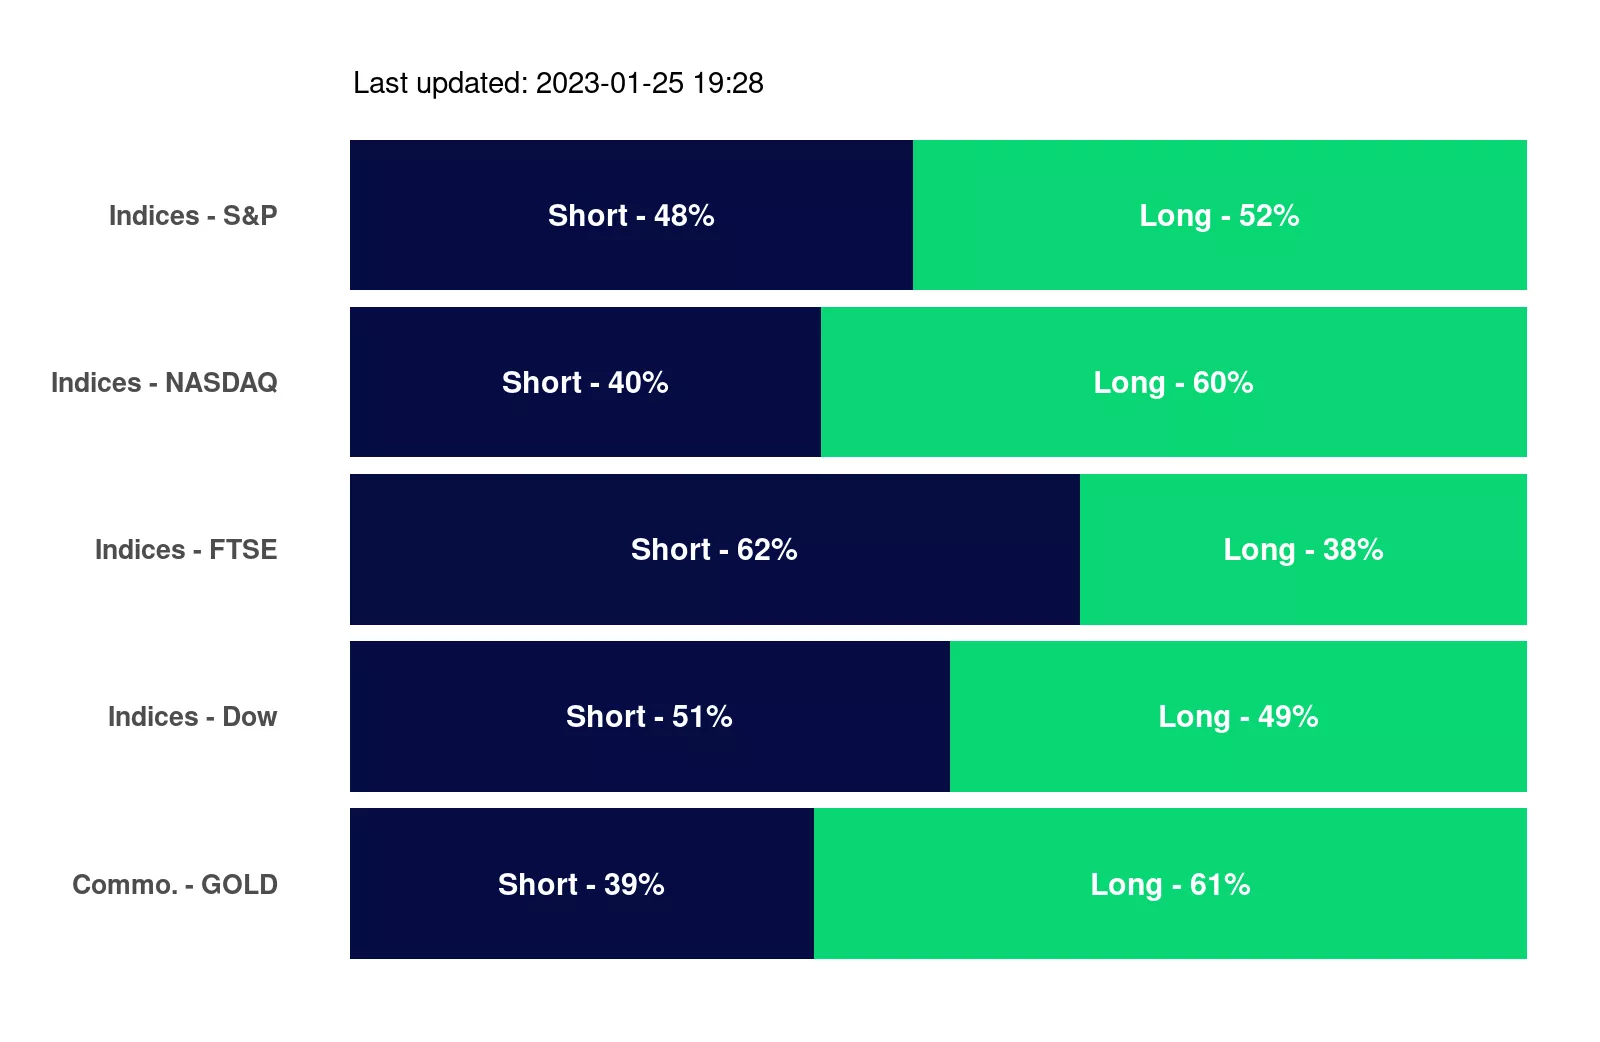 Last updated: 2023-01-25 19:28
Indices - S&P Short - 48% Long - 52%
Indices - NASDAQ Short - 40% Long - 60%
Indices - FTSE Short - 62% Long - 38%
Indices - Dow Short - 51% Long - 49%
Commo. - GOLD Short - 39% Long - 61%